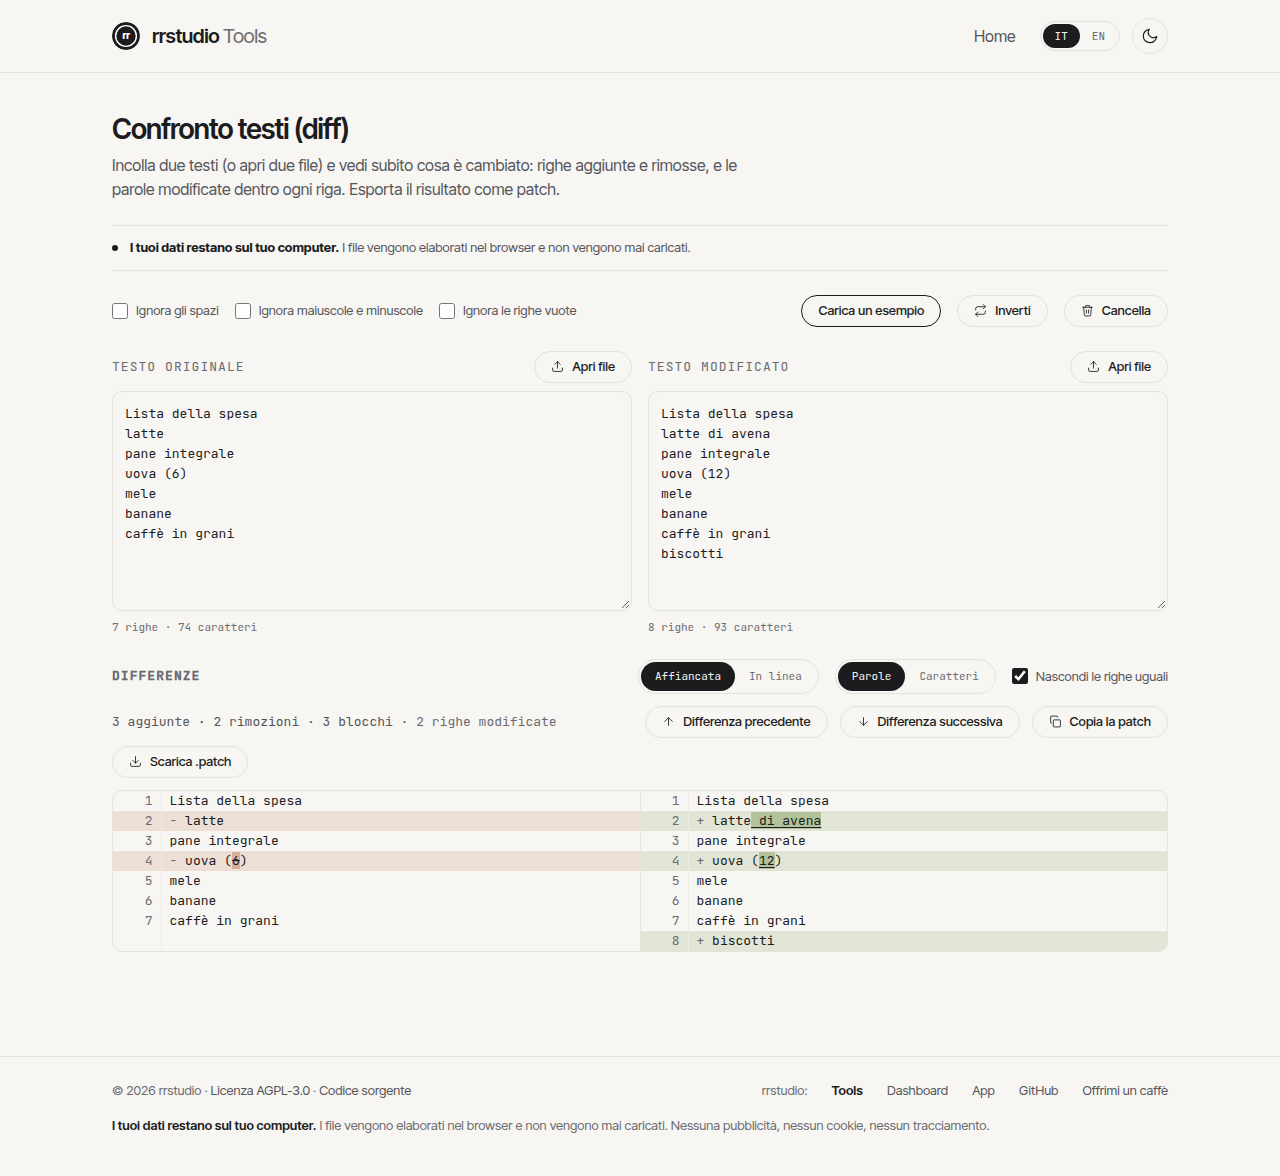 rr rrstudio Tools
Home
IT EN
Confronto testi (diff)
Incolla due testi (o apri due file) e vedi subito cosa è cambiato: righe aggiunte e rimosse, e le
parole modificate dentro ogni riga. Esporta il risultato come patch.
I tuoi dati restano sul tuo computer. I file vengono elaborati nel browser e non vengono mai caricati.
Ignora gli spazi Ignora maiuscole e minuscole Ignora le righe vuote Carica un esempio Inverti Cancella
TESTO ORIGINALE Apri file
Lista della spesa
latte
pane integrale
uova (6)
mele
banane
caffè in grani
7 righe · 74 caratteri
TESTO MODIFICATO Apri file
Lista della spesa
latte di avena
pane integrale
uova (12)
mele
banane
caffè in grani
biscotti
8 righe · 93 caratteri
DIFFERENZE Affiancata In linea Parole Caratteri Nascondi le righe uguali
3 aggiunte · 2 rimozioni · 3 blocchi · 2 righe modificate Differenza precedente Differenza successiva Copia la patch
Scarica .patch
1 Lista della spesa 1 Lista della spesa
2 - latte 2 + latte di avena
3 pane integrale 3 pane integrale
4 - uova (6) 4 + uova (12)
5 mele 5 mele
6 banane 6 banane
7 caffè in grani 7 caffè in grani
8 + biscotti
© 2026 rrstudio · Licenza AGPL-3.0 · Codice sorgente rrstudio: Tools Dashboard App GitHub Offrimi un caffè
I tuoi dati restano sul tuo computer. I file vengono elaborati nel browser e non vengono mai caricati. Nessuna pubblicità, nessun cookie, nessun tracciamento.